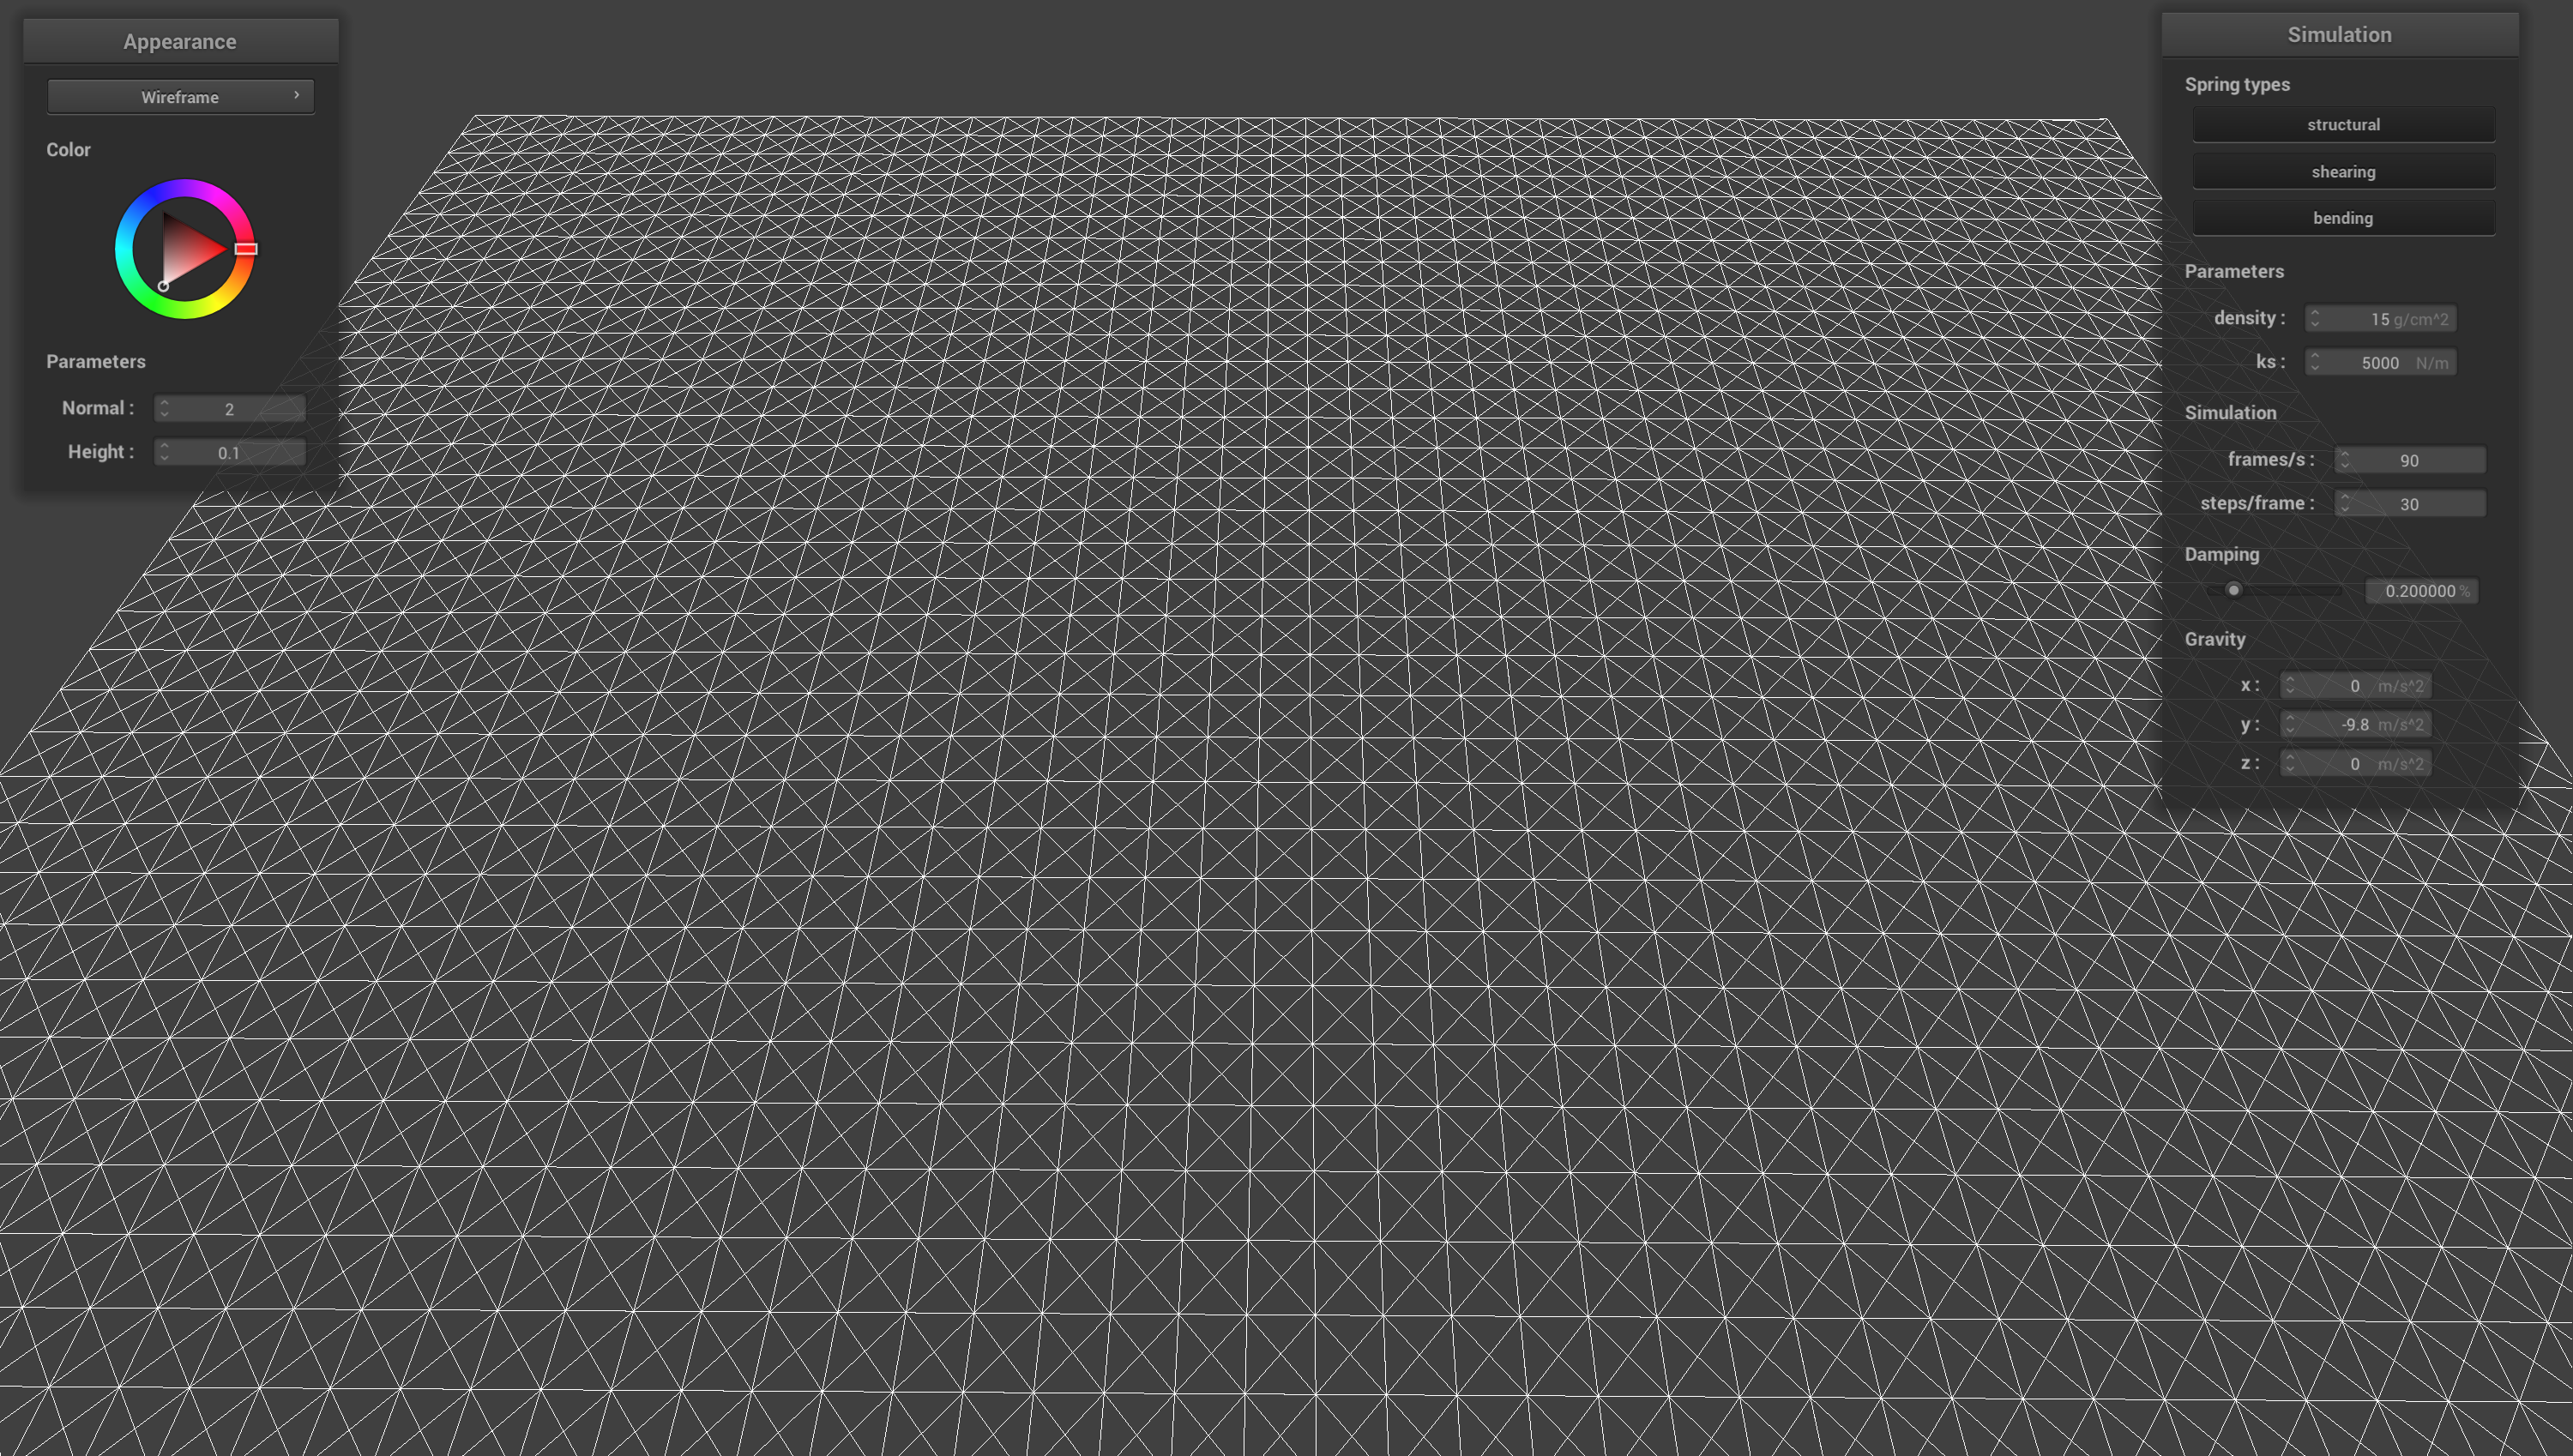 Appearance
Wireframe
Color
Parameters
Normal : 2
Height : 0.1
Simulation
Spring types
structural
shearing
bending
Parameters
density : 15 g/cm^2
ks : 5000 N/m
Simulation
frames/s : 90
steps/frame : 30
Damping
0.200000 %
Gravity
x : 0 m/s^2
y : -9.8 m/s^2
z : 0 m/s^2